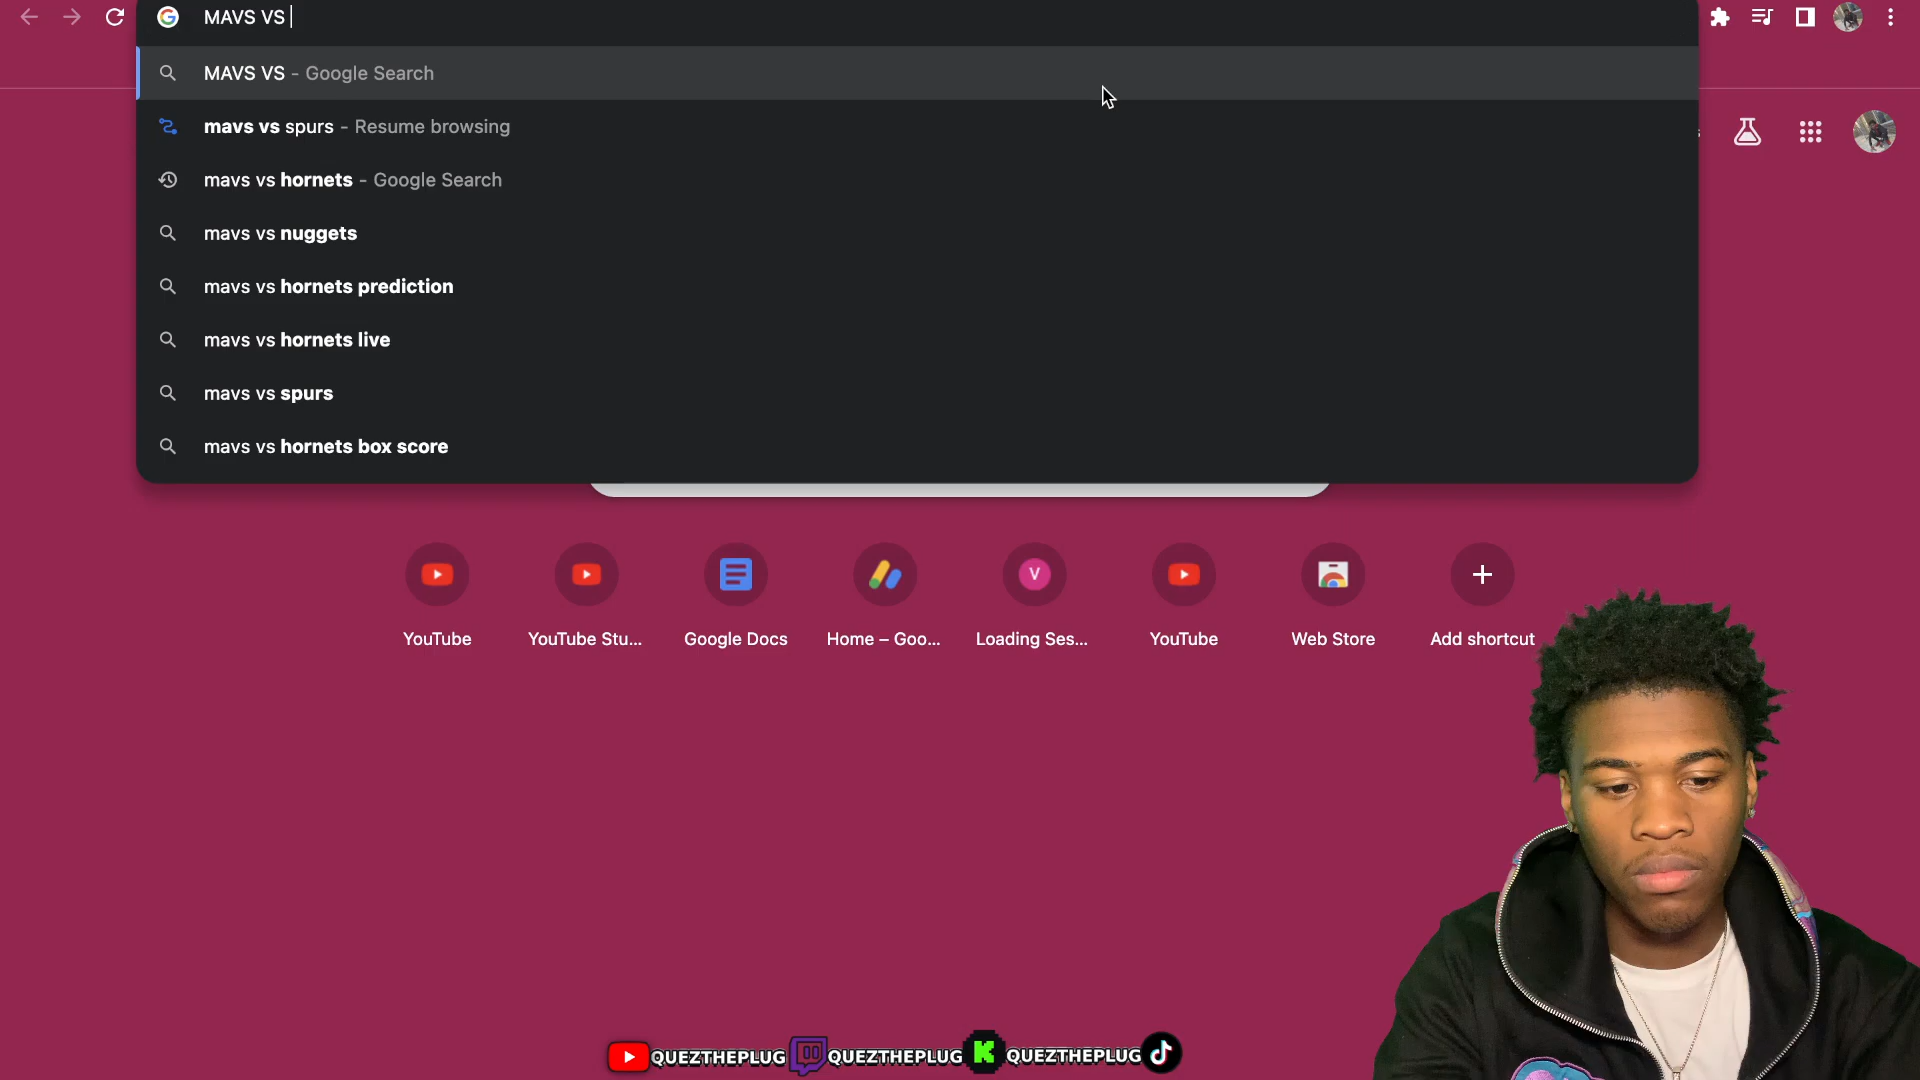 MAVS VS
MAVS VS - Google Search
mavs vs spurs - Resume browsing
mavs vs hornets - Google Search
mavs vs nuggets
mavs vs hornets prediction
mavs vs hornets live
mavs vs spurs
mavs vs hornets box score
YouTube YouTube Stu... Google Docs Home – Goo... Loading Ses... YouTube Web Store Add shortcut
V
QUEZTHEPLUG QUEZTHEPLUG K QUEZTHEPLUG